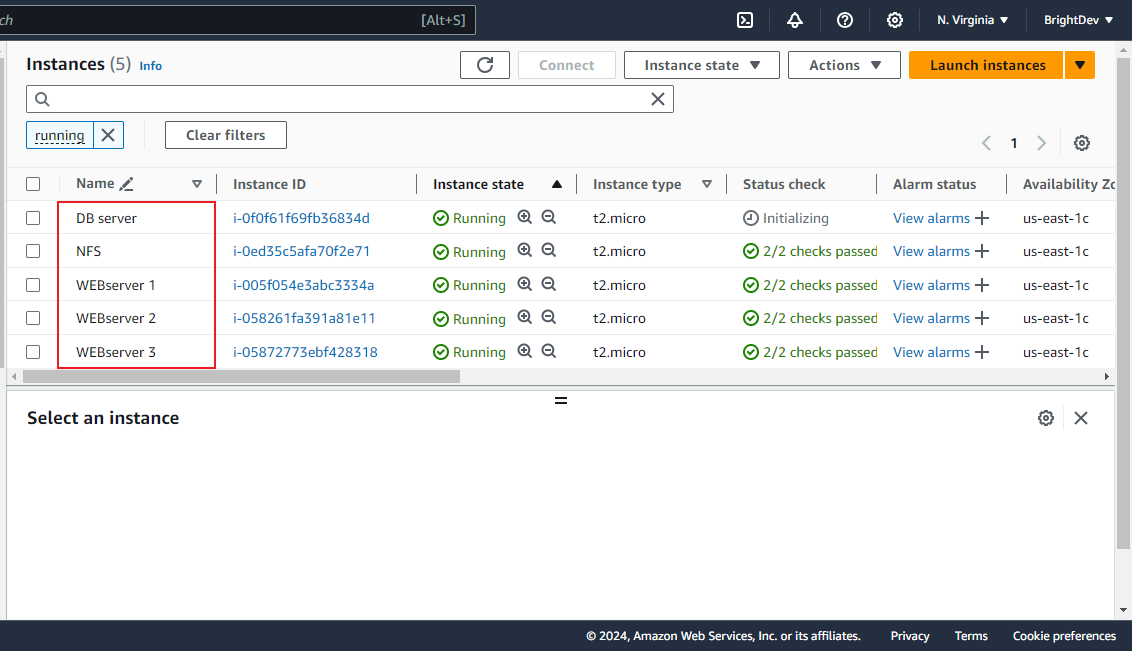 ch [Alt+S] N. Virginia BrightDev
Instances (5) Info Connect Instance state Actions Launch instances
running Clear filters 1
Name Instance ID Instance state Instance type Status check Alarm status Availability Zo
DB server i-0f0f61f69fb36834d Running t2.micro Initializing View alarms us-east-1c
NFS i-0ed35c5afa70f2e71 Running t2.micro 2/2 checks passed View alarms us-east-1c
WEBserver 1 i-005f054e3abc3334a Running t2.micro 2/2 checks passed View alarms us-east-1c
WEBserver 2 i-058261fa391a81e11 Running t2.micro 2/2 checks passed View alarms us-east-1c
WEBserver 3 i-05872773ebf428318 Running t2.micro 2/2 checks passed View alarms us-east-1c
Select an instance
© 2024, Amazon Web Services, Inc. or its affiliates. Privacy Terms Cookie preferences